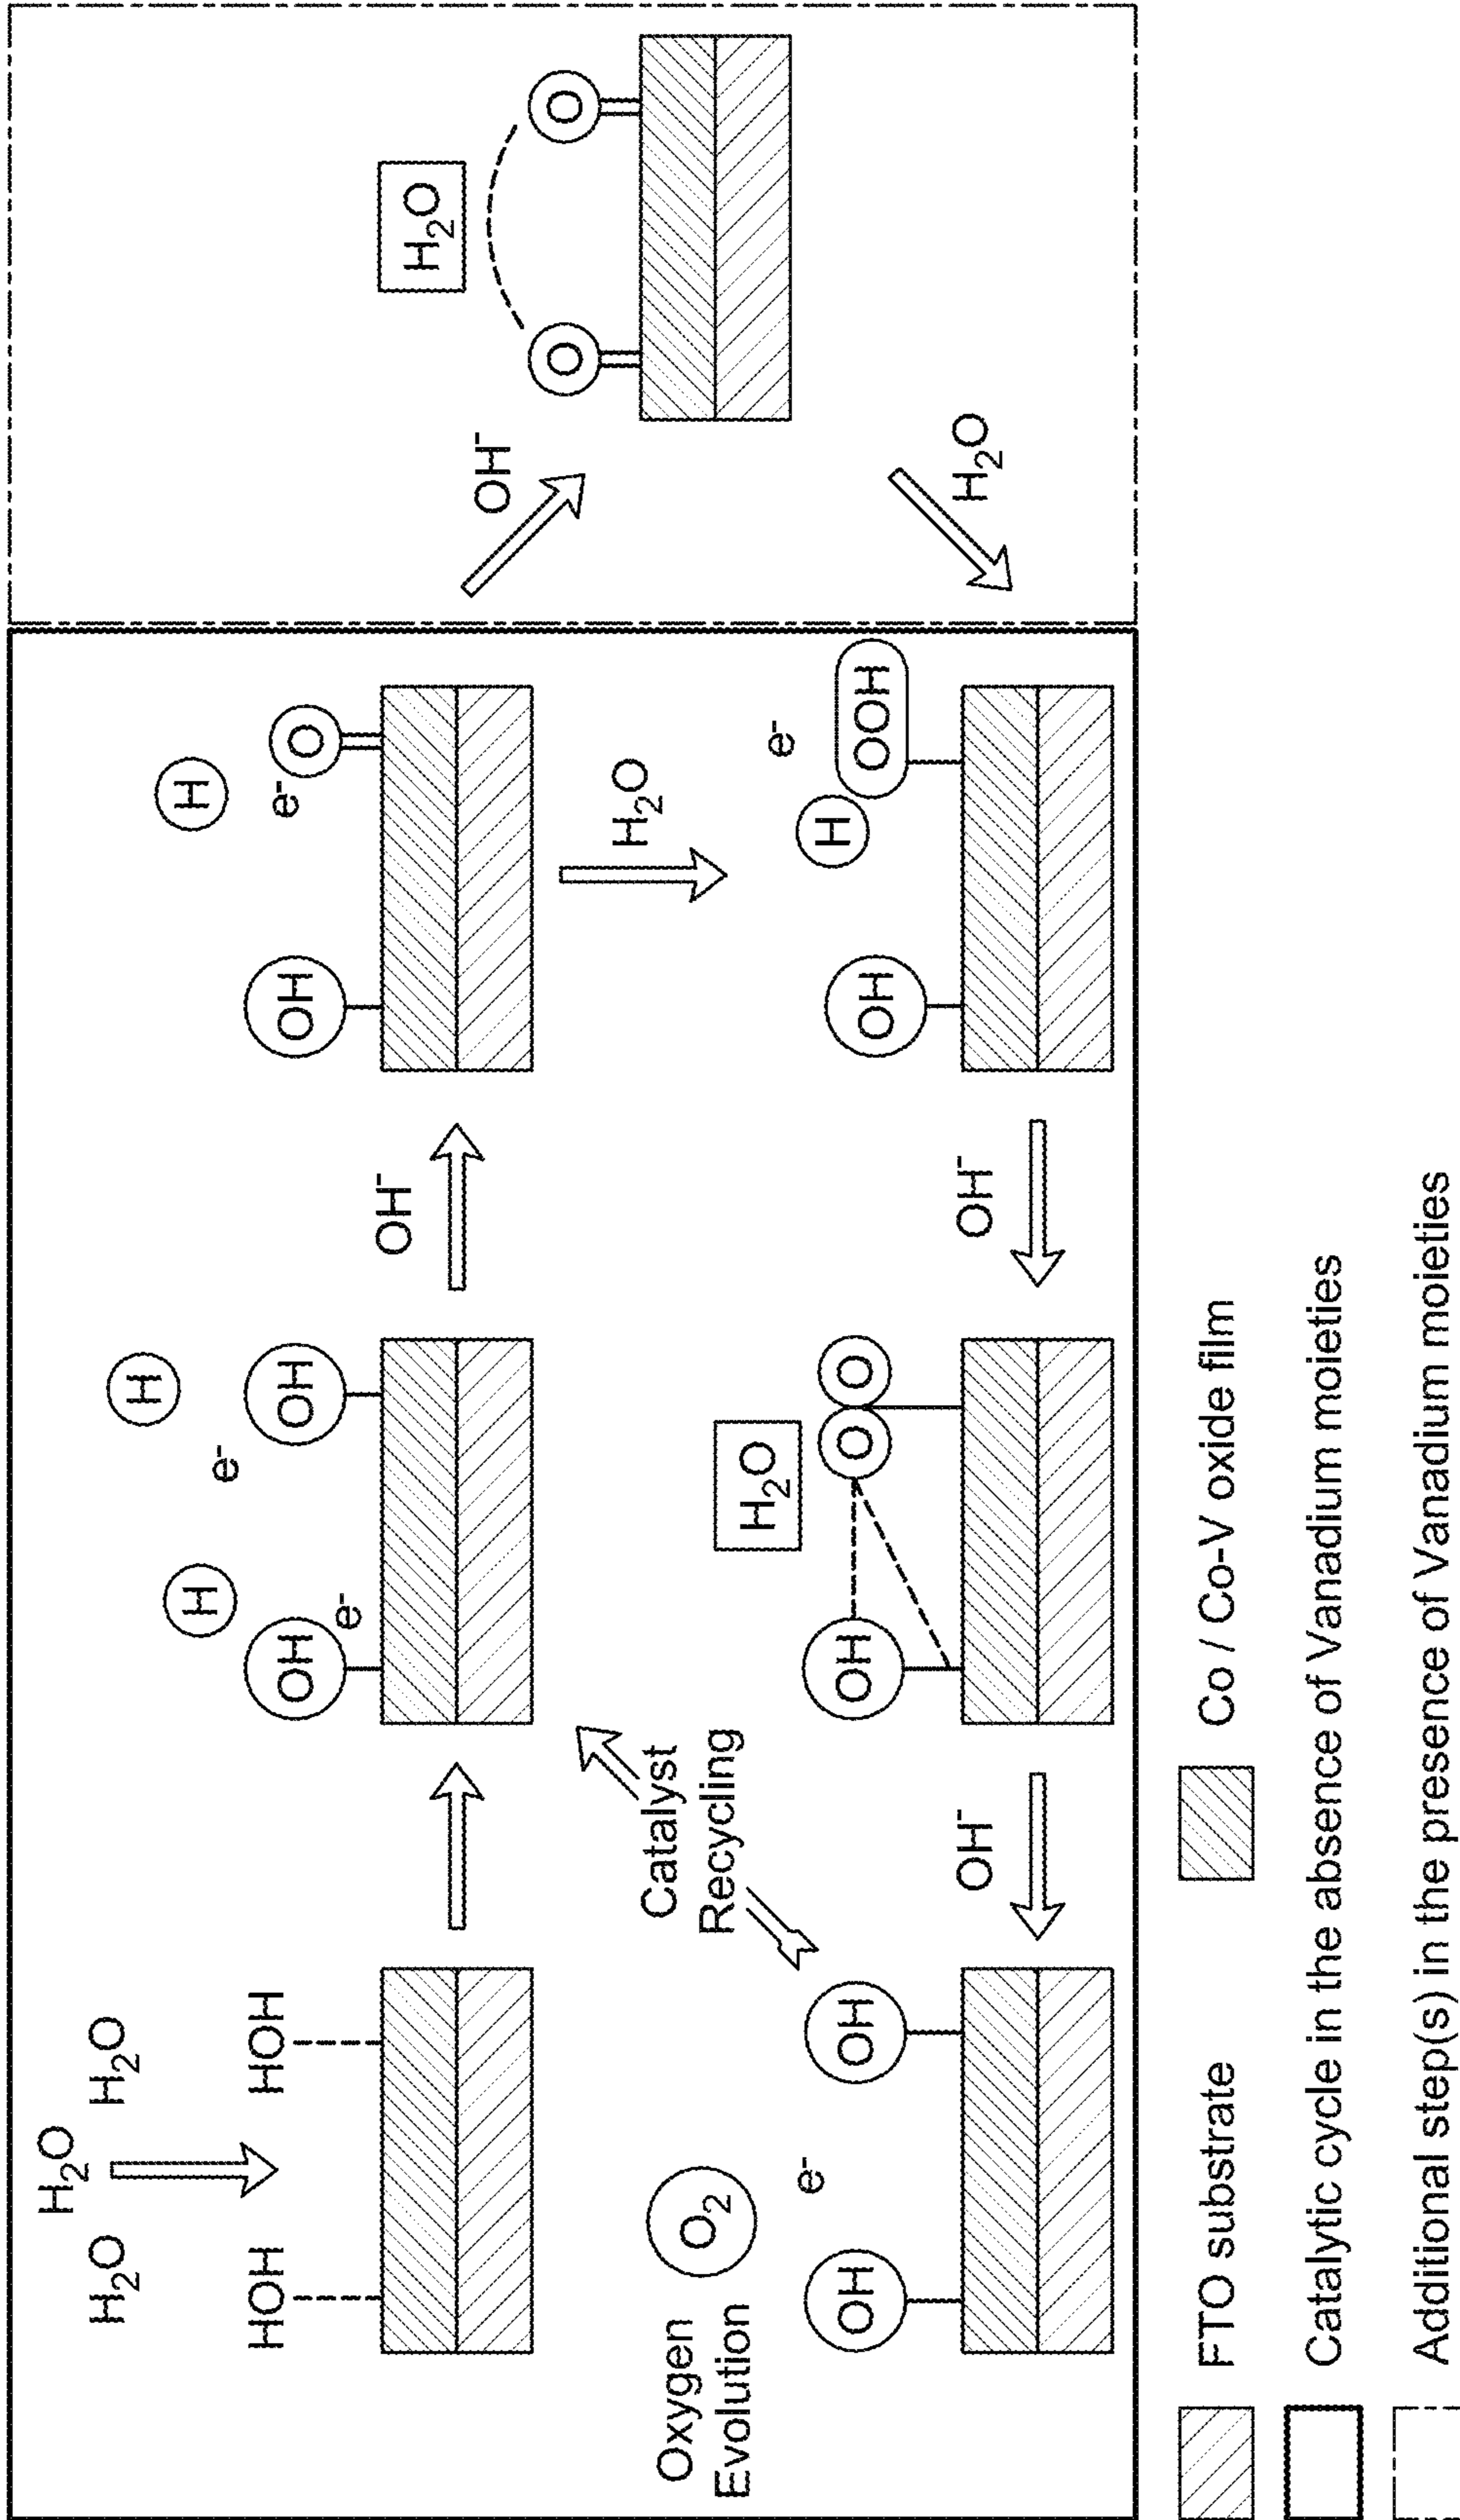 H₂O
H₂O
H₂O
HOH
HOH
OH
e⁻
H
e⁻
H
OH
OH⁻
OH
H
e⁻
O
OH⁻
H₂O
O
O
H₂O
H₂O
OH
H
e⁻
OOH
OH⁻
H₂O
OH
O
O
OH⁻
Catalyst
Recycling
Oxygen
Evolution
O₂
e⁻
OH
OH
FTO substrate
Co / Co-V oxide film
Catalytic cycle in the absence of Vanadium moieties
Additional step(s) in the presence of Vanadium moieties